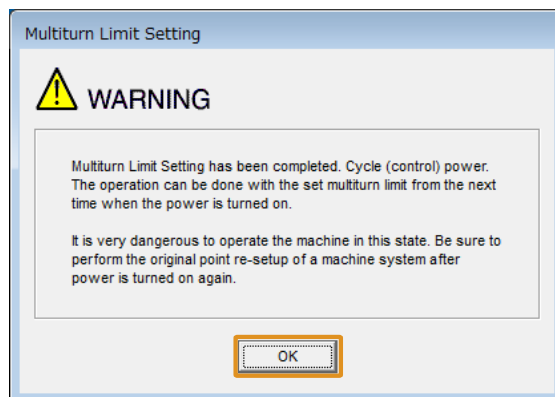 Multiturn Limit Setting
WARNING
Multiturn Limit Setting has been completed. Cycle (control) power.
The operation can be done with the set multiturn limit from the next
time when the power is turned on.
It is very dangerous to operate the machine in this state. Be sure to
perform the original point re-setup of a machine system after
power is turned on again.
OK